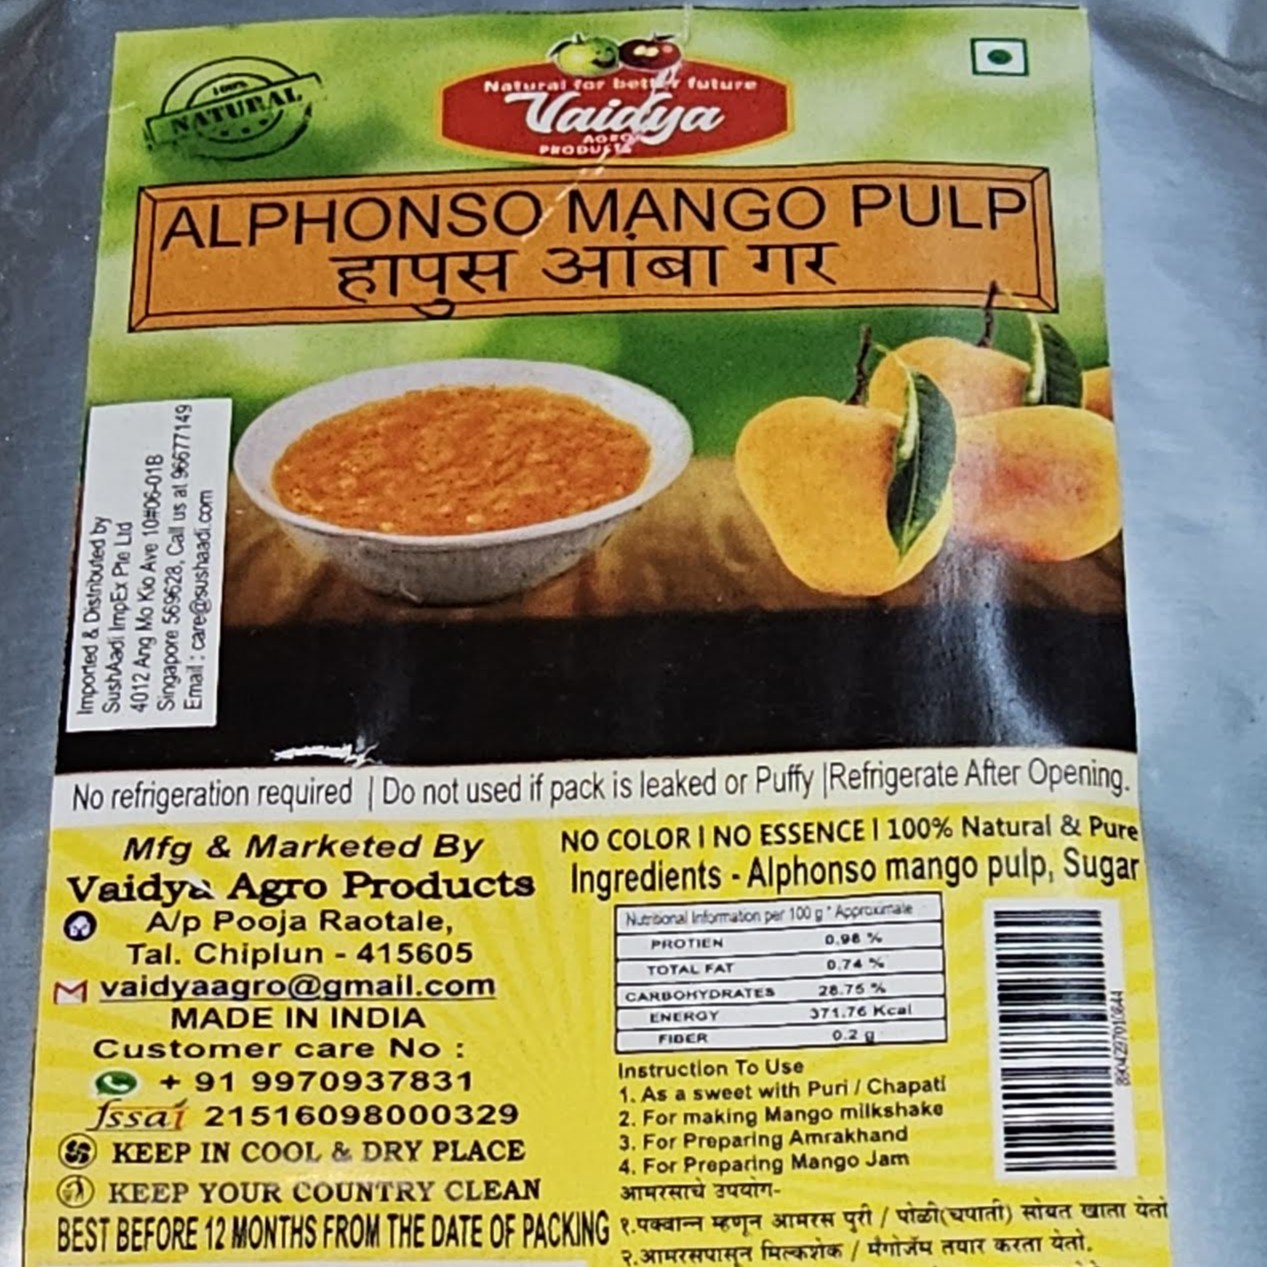 100%
NATURAL
Natural for better future
Vaidya
AGRO
PRODUCTS
ALPHONSO MANGO PULP
हापुस आंबा गर
Imported & Distributed by
SushAadi ImpEx Pte Ltd
4012 Ang Mo Kio Ave 10#06-01B
Singapore 569628, Call us at 96677149
Email : care@sushaadi.com
No refrigeration required | Do not used if pack is leaked or Puffy |Refrigerate After Opening.
Mfg & Marketed By
Vaidya Agro Products
A/p Pooja Raotale,
Tal. Chiplun - 415605
vaidyaagro@gmail.com
MADE IN INDIA
Customer care No :
+ 91 9970937831
fssai 21516098000329
KEEP IN COOL & DRY PLACE
KEEP YOUR COUNTRY CLEAN
BEST BEFORE 12 MONTHS FROM THE DATE OF PACKING
NO COLOR I NO ESSENCE I 100% Natural & Pure
Ingredients - Alphonso mango pulp, Sugar
Nutritional Information per 100 g * Approximate
PROTIEN 0.98 %
TOTAL FAT 0.74 %
CARBOHYDRATES 28.75 %
ENERGY 371.76 Kcal
FIBER 0.2 g
Instruction To Use
1. As a sweet with Puri / Chapati
2. For making Mango milkshake
3. For Preparing Amrakhand
4. For Preparing Mango Jam
आमरसाचे उपयोग-
१.पक्वान्न म्हणून आमरस पुरी / पोळी(चपाती) सोबत खाता येतो
२.आमरसपासून मिल्कशेक / मँगोजॅम तयार करता येतो.